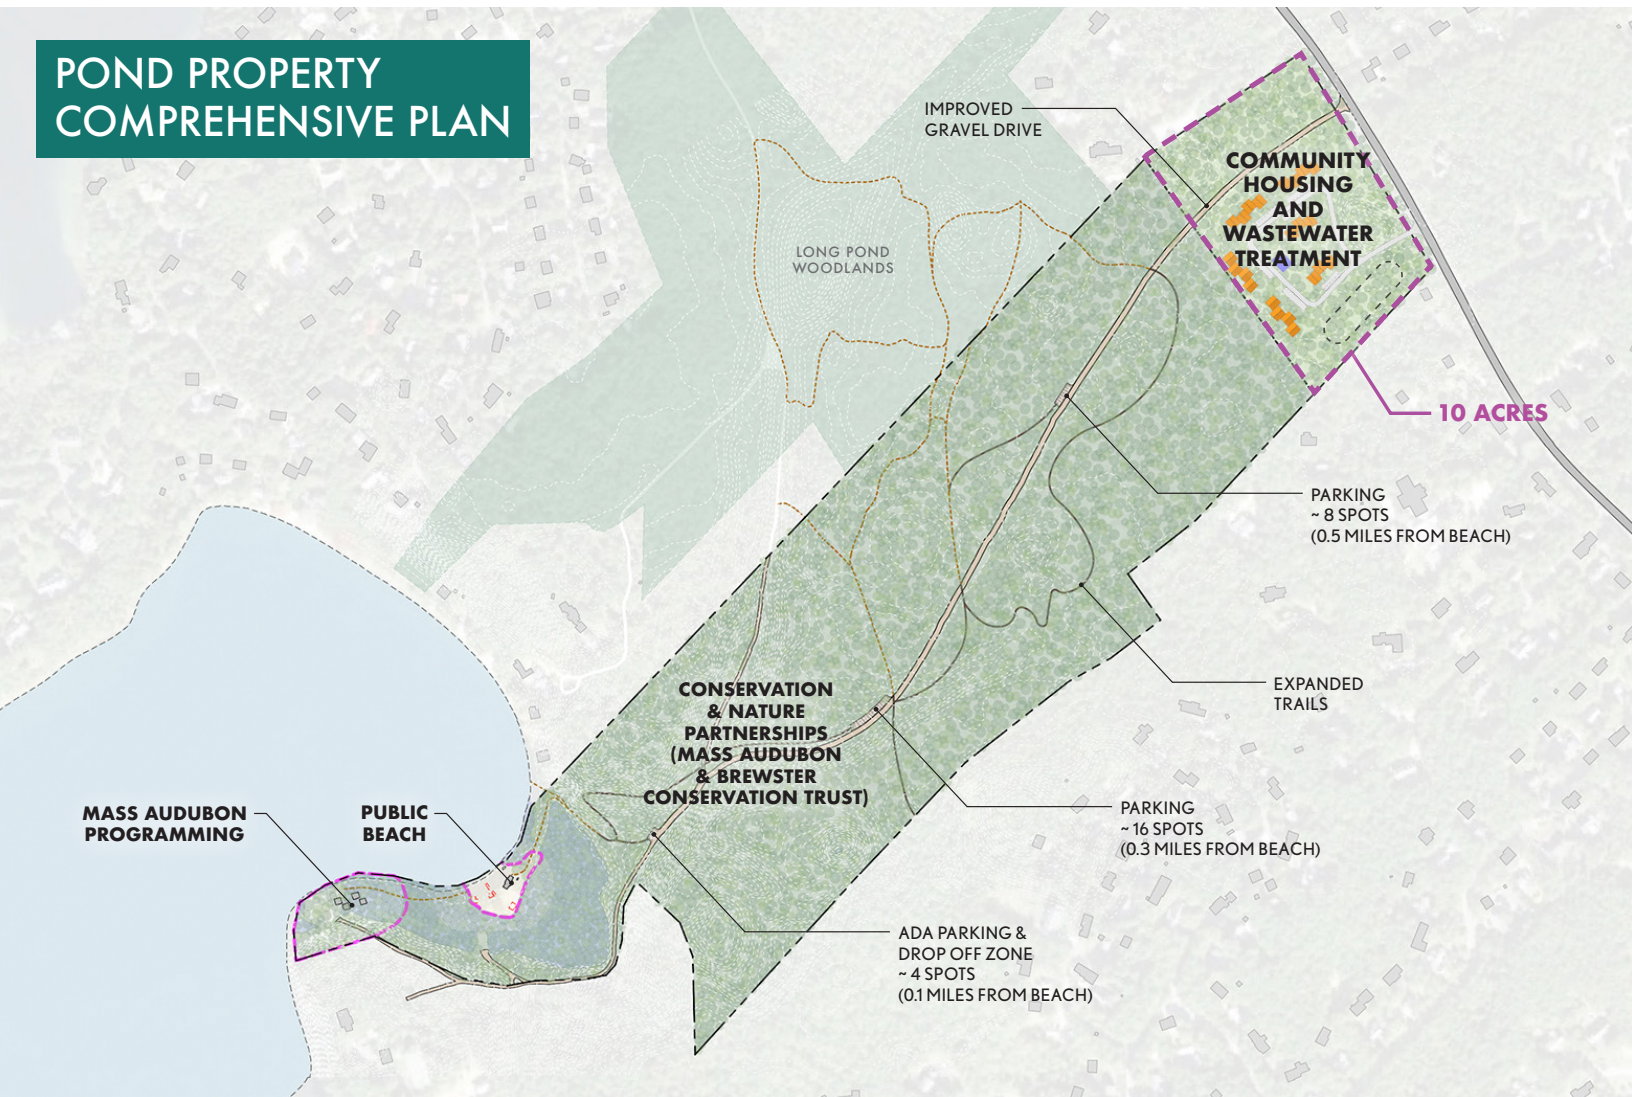 POND PROPERTY
COMPREHENSIVE PLAN
IMPROVED
GRAVEL DRIVE
COMMUNITY
HOUSING
AND
WASTEWATER
TREATMENT
LONG POND
WOODLANDS
10 ACRES
PARKING
~ 8 SPOTS
(0.5 MILES FROM BEACH)
EXPANDED
TRAILS
CONSERVATION
& NATURE
PARTNERSHIPS
(MASS AUDUBON
& BREWSTER
CONSERVATION TRUST)
MASS AUDUBON
PROGRAMMING
PUBLIC
BEACH
PARKING
~ 16 SPOTS
(0.3 MILES FROM BEACH)
ADA PARKING &
DROP OFF ZONE
~ 4 SPOTS
(0.1 MILES FROM BEACH)